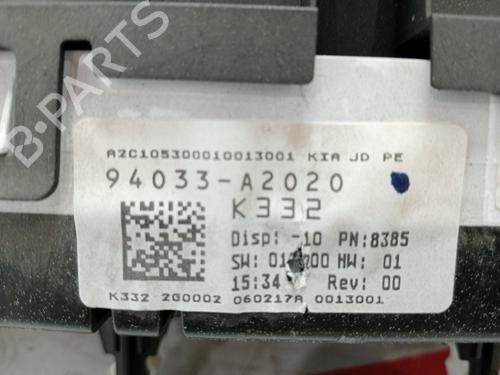 A2C105300010013001 KIA JD PE
94033-A2020
K332
Disp: -10 PN:8385
HW: 01
15:34 Rev: 00
K332 2G0002 060217A 0013001
B-PARTS